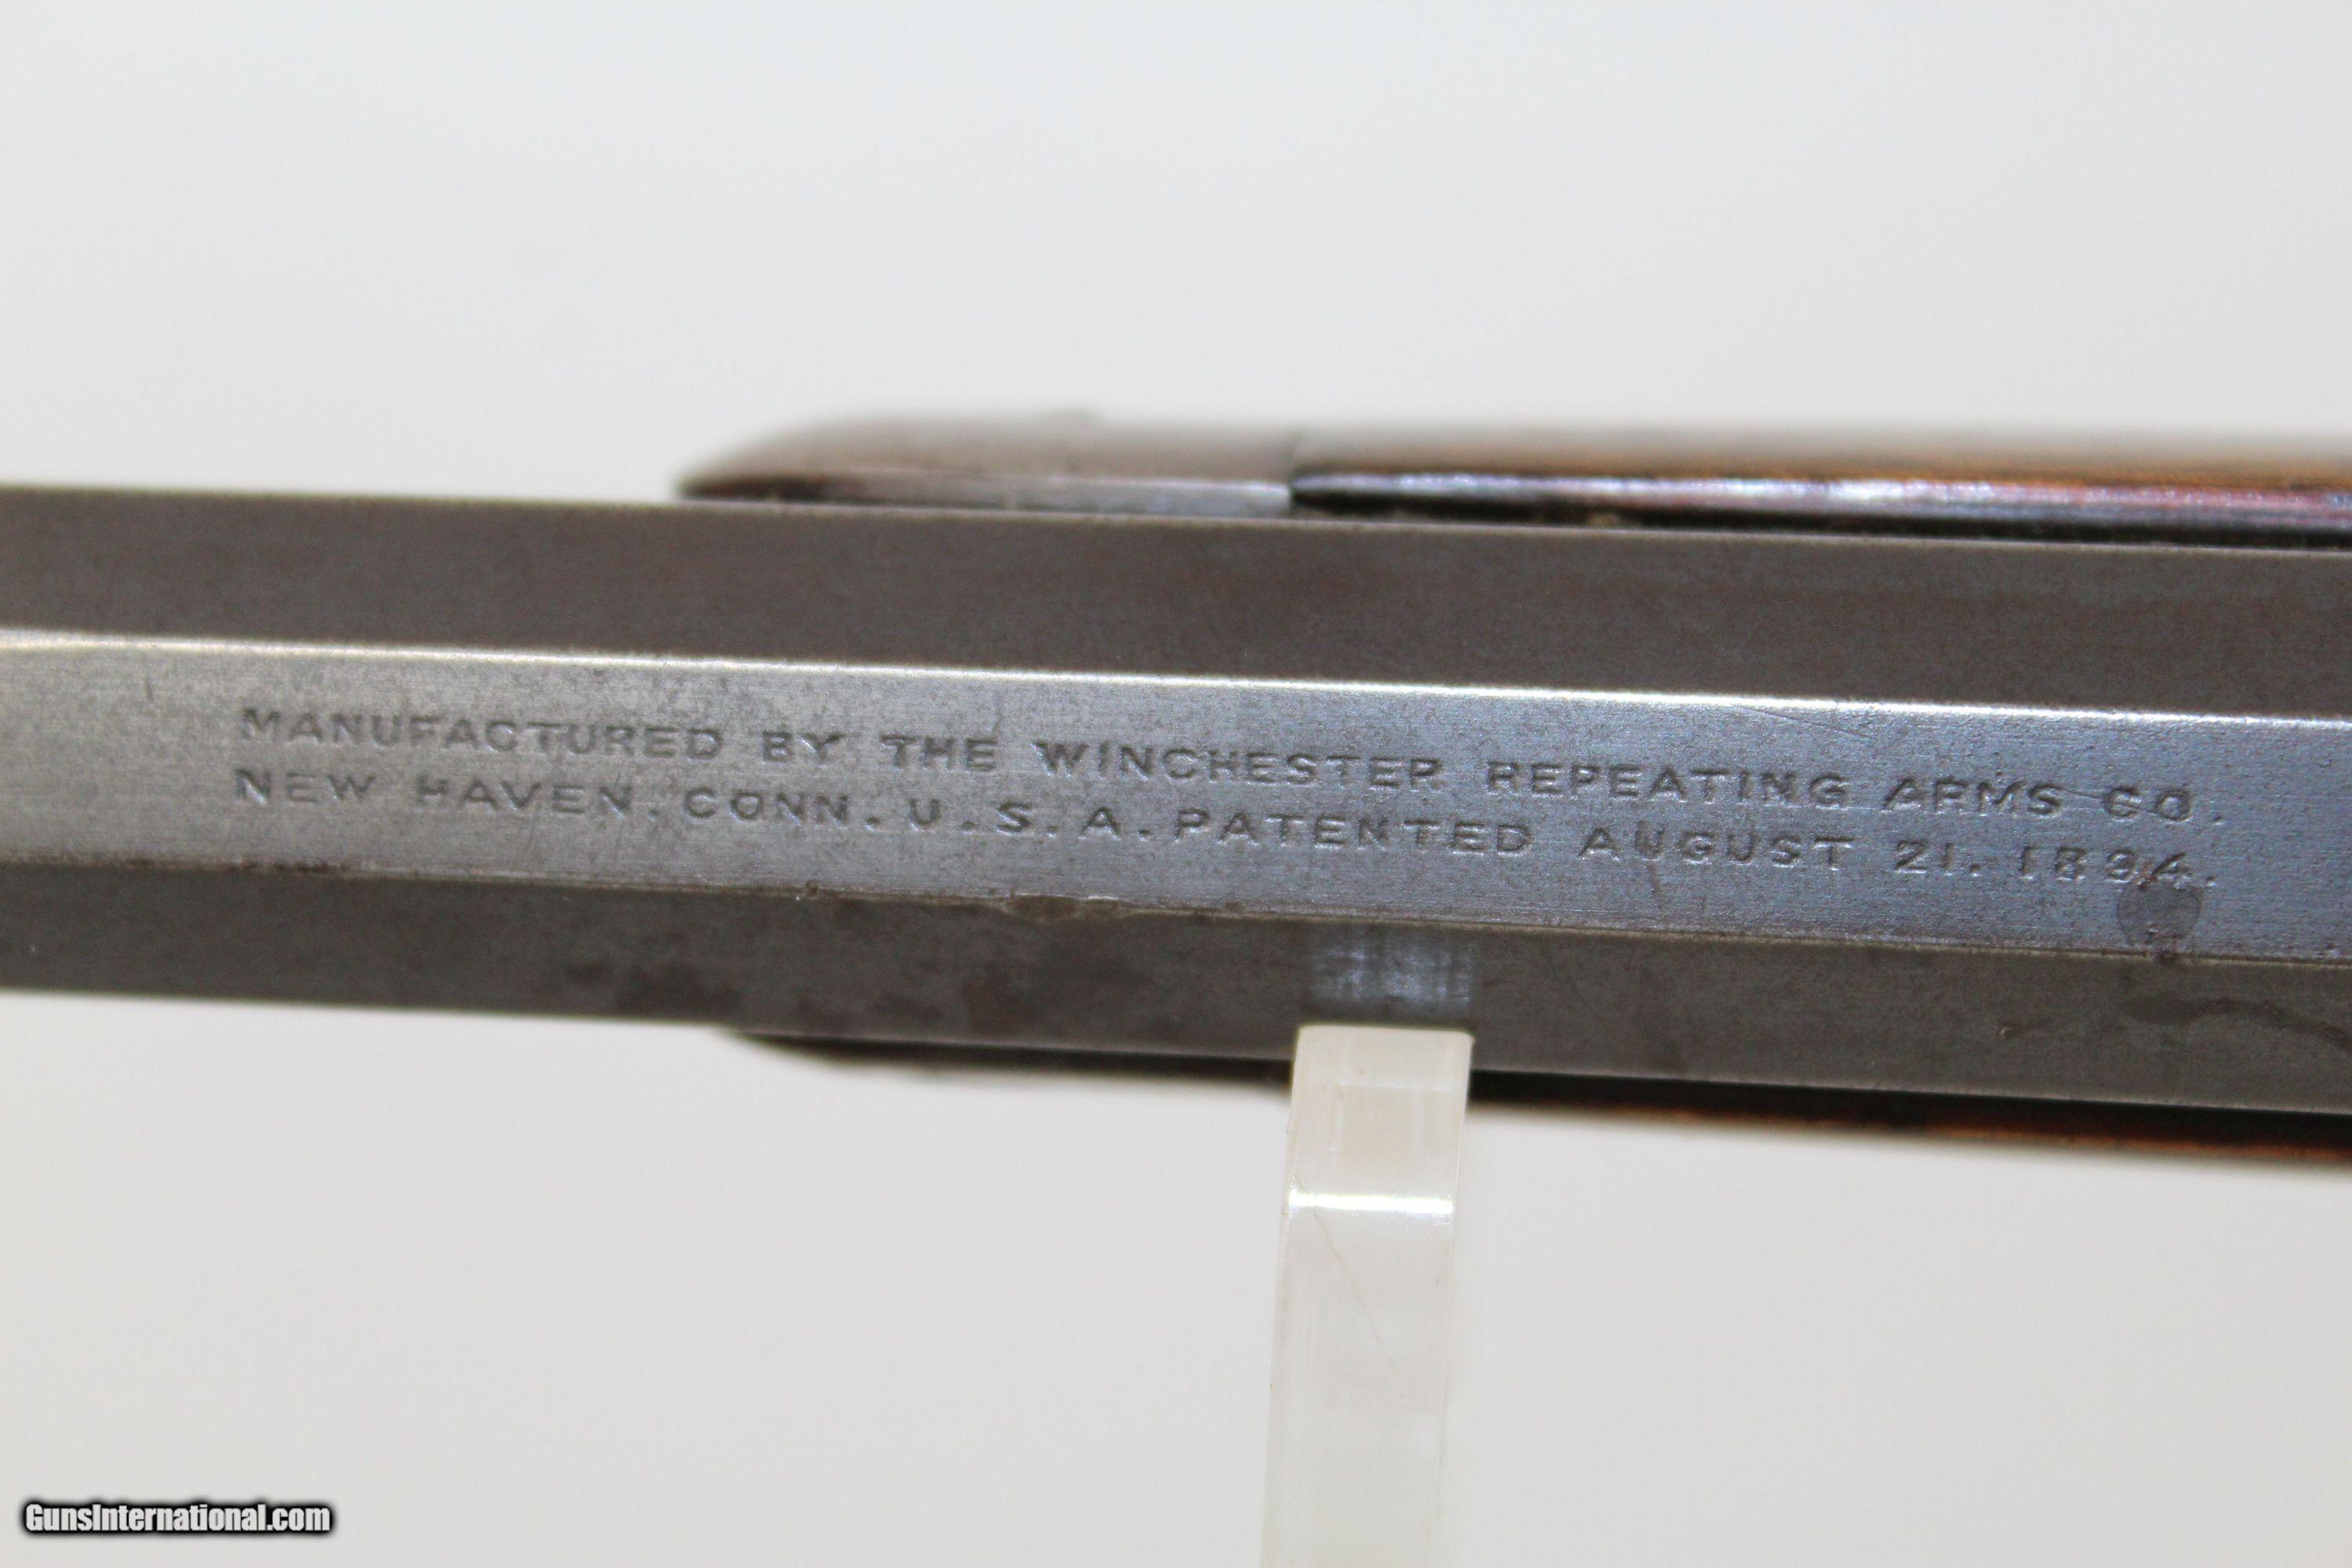 MANUFACTURED BY THE WINCHESTER REPEATING ARMS CO.
NEW HAVEN. CONN. U.S.A. PATENTED AUGUST 21. 1894.
GunsInternational.com